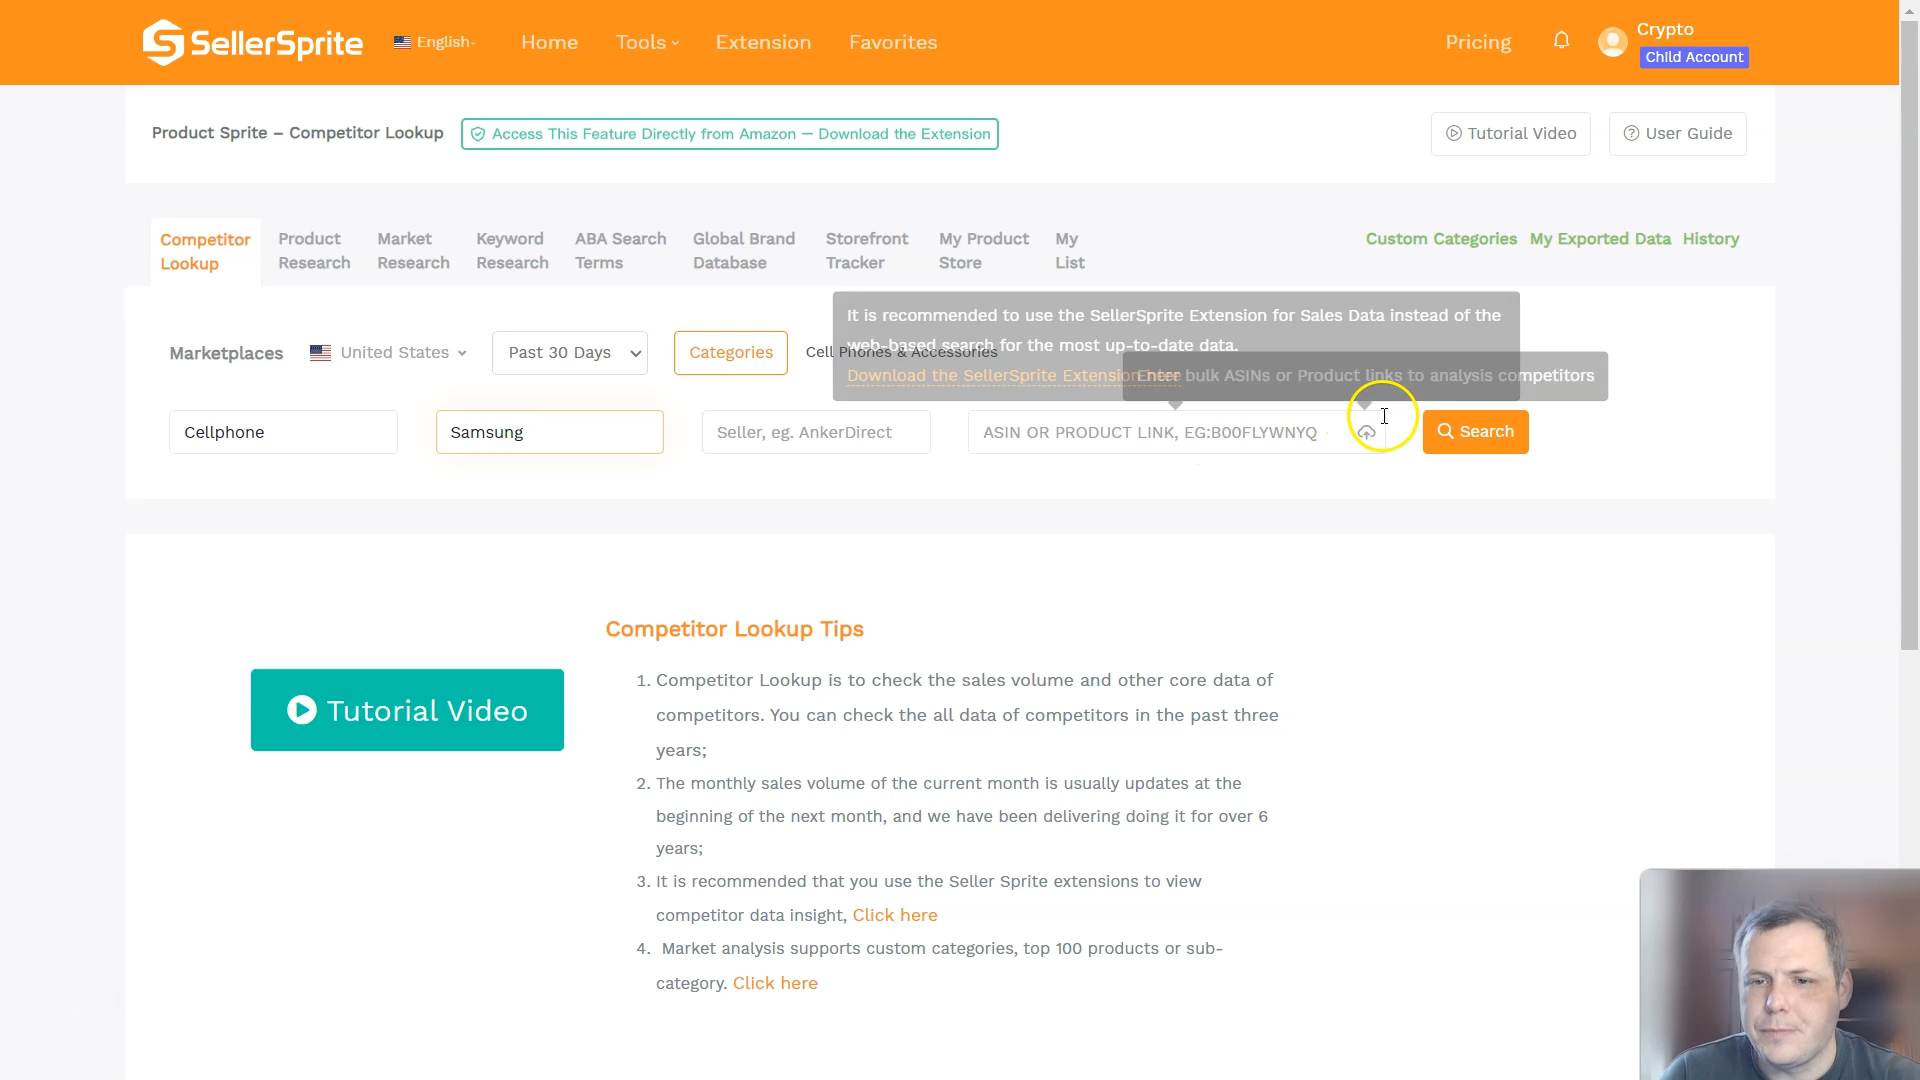 SellerSprite
English
Home
Tools
Extension
Favorites
Pricing
Crypto
Child Account
Product Sprite – Competitor Lookup
Access This Feature Directly from Amazon — Download the Extension
Tutorial Video
User Guide
Competitor
Lookup
Product
Research
Market
Research
Keyword
Research
ABA Search
Terms
Global Brand
Database
Storefront
Tracker
My Product
Store
My
List
Custom Categories
My Exported Data
History
It is recommended to use the SellerSprite Extension for Sales Data instead of the
web-based search for the most up-to-date data.
Download the SellerSprite Extension here
Enter bulk ASINs or Product links to analysis competitors
Marketplaces
United States
Past 30 Days
Categories
Cell Phones & Accessories
Cellphone
Samsung
Seller, eg. AnkerDirect
ASIN OR PRODUCT LINK, EG:B00FLYWNYQ
Search
Competitor Lookup Tips
Tutorial Video
1. Competitor Lookup is to check the sales volume and other core data of
competitors. You can check the all data of competitors in the past three
years;
2. The monthly sales volume of the current month is usually updates at the
beginning of the next month, and we have been delivering doing it for over 6
years;
3. It is recommended that you use the Seller Sprite extensions to view
competitor data insight, Click here
4. Market analysis supports custom categories, top 100 products or sub-
category. Click here